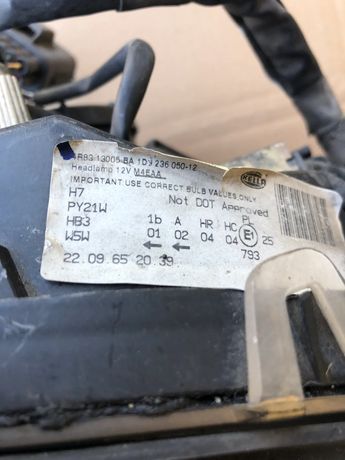 4R83 13005 BA 1DJ 236 050-12
Headlamp 12V M4EAA
HELLA
IMPORTANT USE CORRECT BULB VALUES ONLY
H7 Not DOT Approved
PY21W PL
HB3 1b A HR HC E1 25
W5W 01 02 04 04
793
22.09.65 20.39